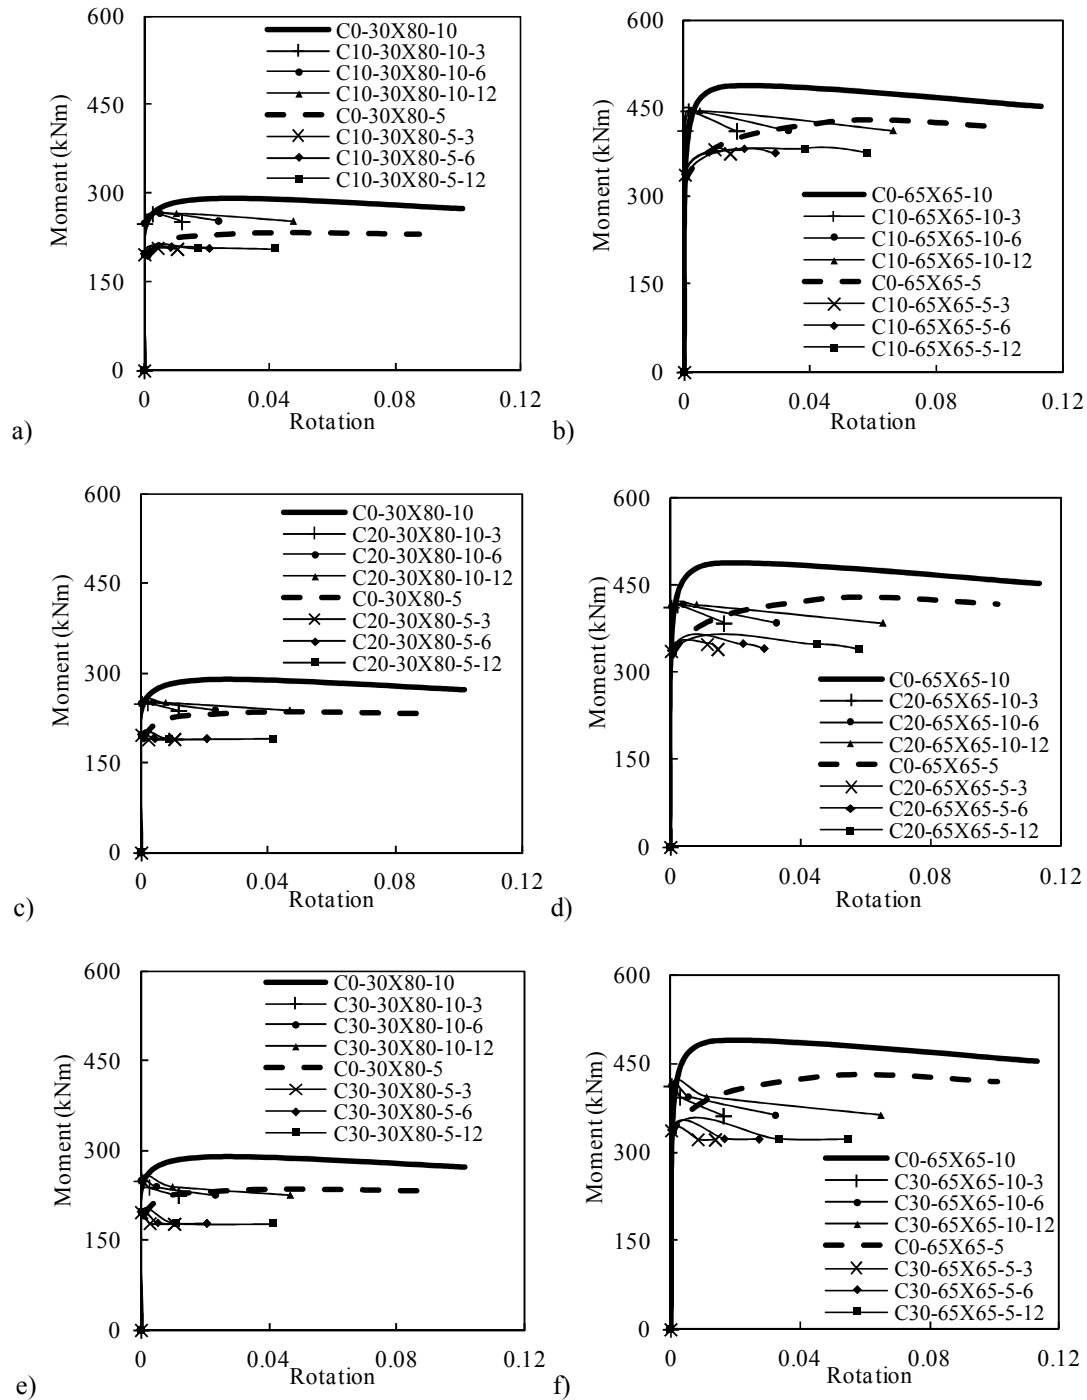 600
450
300
150
0
Moment (kNm)
C0-30X80-10
C10-30X80-10-3
C10-30X80-10-6
C10-30X80-10-12
C0-30X80-5
C10-30X80-5-3
C10-30X80-5-6
C10-30X80-5-12
0 0.04 0.08 0.12
Rotation
a)
600
450
300
150
0
Moment (kNm)
C0-65X65-10
C10-65X65-10-3
C10-65X65-10-6
C10-65X65-10-12
C0-65X65-5
C10-65X65-5-3
C10-65X65-5-6
C10-65X65-5-12
0 0.04 0.08 0.12
Rotation
b)
600
450
300
150
0
Moment (kNm)
C0-30X80-10
C20-30X80-10-3
C20-30X80-10-6
C20-30X80-10-12
C0-30X80-5
C20-30X80-5-3
C20-30X80-5-6
C20-30X80-5-12
0 0.04 0.08 0.12
Rotation
c)
600
450
300
150
0
Moment (kNm)
C0-65X65-10
C20-65X65-10-3
C20-65X65-10-6
C20-65X65-10-12
C0-65X65-5
C20-65X65-5-3
C20-65X65-5-6
C20-65X65-5-12
0 0.04 0.08 0.12
Rotation
d)
600
450
300
150
0
Moment (kNm)
C0-30X80-10
C30-30X80-10-3
C30-30X80-10-6
C30-30X80-10-12
C0-30X80-5
C30-30X80-5-3
C30-30X80-5-6
C30-30X80-5-12
0 0.04 0.08 0.12
Rotation
e)
600
450
300
150
0
Moment (kNm)
C0-65X65-10
C30-65X65-10-3
C30-65X65-10-6
C30-65X65-10-12
C0-65X65-5
C30-65X65-5-3
C30-65X65-5-6
C30-65X65-5-12
0 0.04 0.08 0.12
Rotation
f)